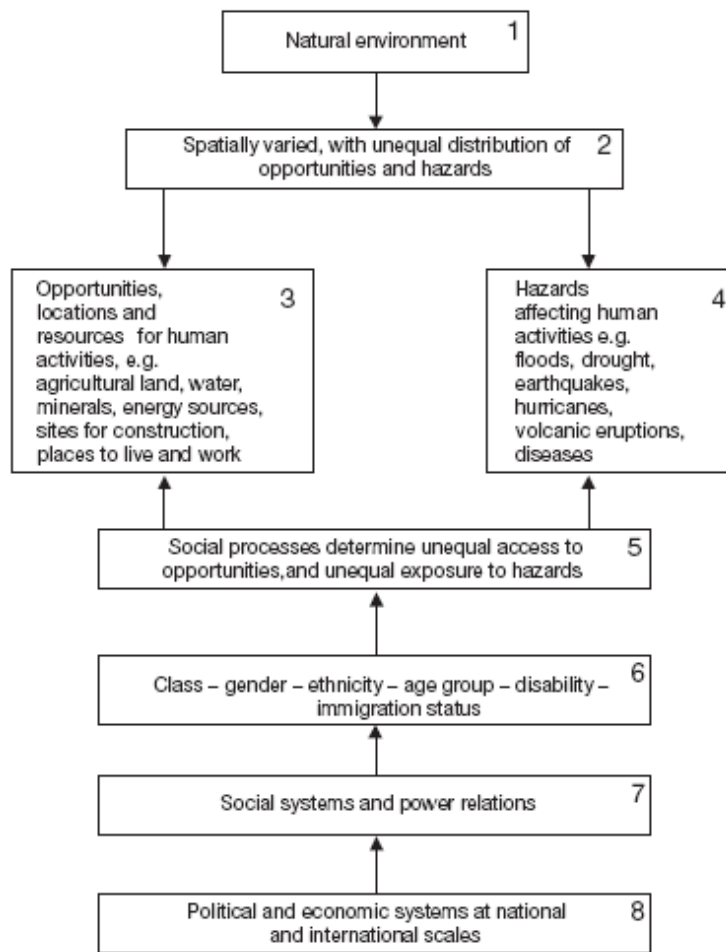 Natural environment 1
Spatially varied, with unequal distribution of 2
opportunities and hazards
Opportunities,
locations and 3
resources for human
activities, e.g.
agricultural land, water,
minerals, energy sources,
sites for construction,
places to live and work
Hazards
affecting human 4
activities e.g.
floods, drought,
earthquakes,
hurricanes,
volcanic eruptions,
diseases
Social processes determine unequal access to 5
opportunities,and unequal exposure to hazards
Class – gender – ethnicity – age group – disability – 6
immigration status
Social systems and power relations 7
Political and economic systems at national 8
and international scales